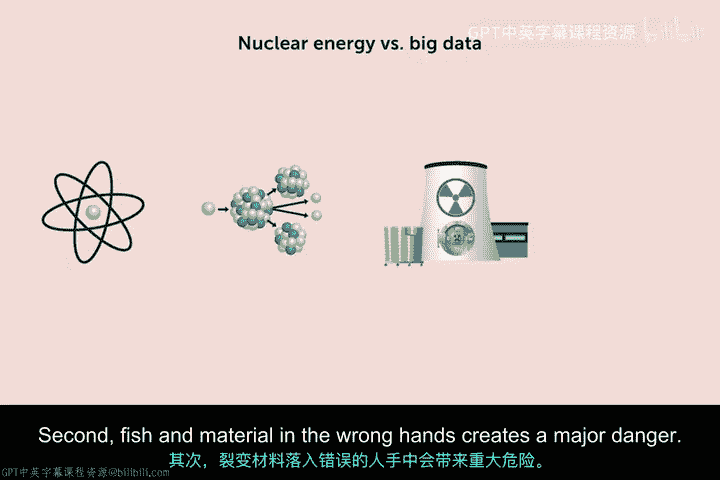 GPT中英字幕课程资源
Nuclear energy vs. big data
Second, fish and material in the wrong hands creates a major danger.
其次，裂变材料落入错误的人手中会带来重大危险。
GPT中英字幕课程资源@bilibili.com